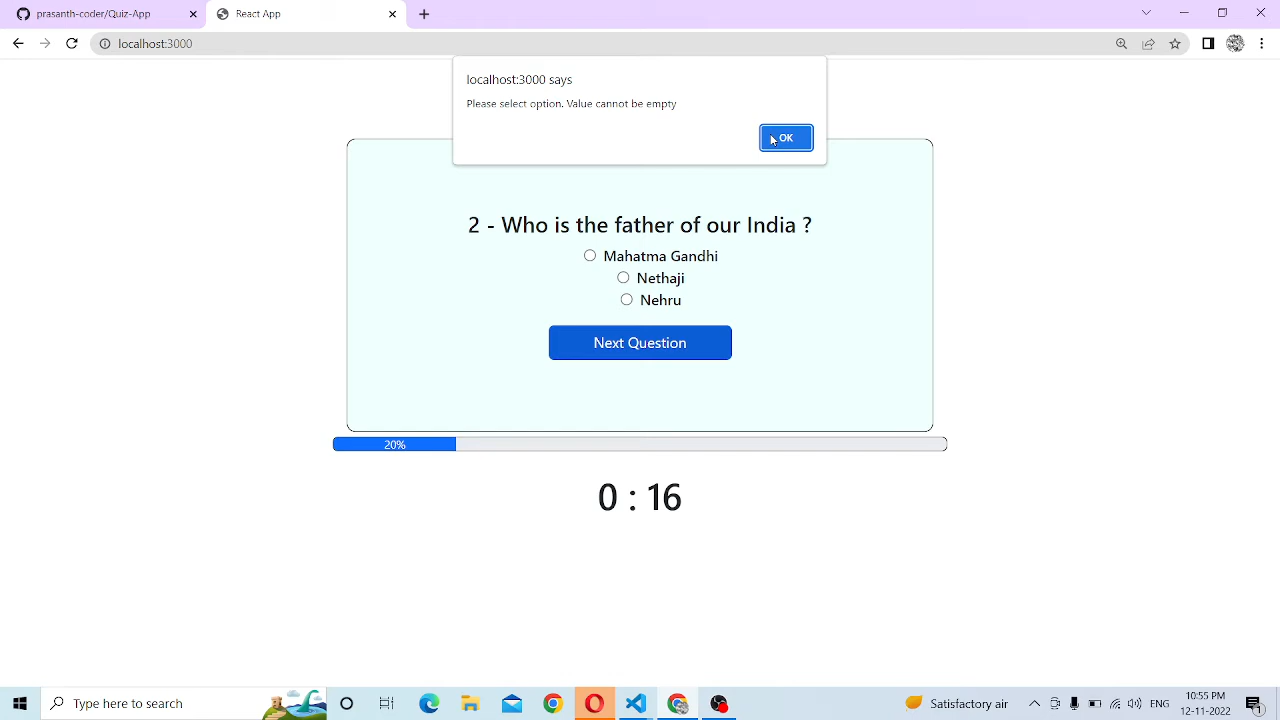 prasath-coder/Quiz-App
React App
localhost:3000
localhost:3000 says
Please select option. Value cannot be empty
OK
2 - Who is the father of our India ?
Mahatma Gandhi
Nethaji
Nehru
Next Question
20%
0 : 16
Type here to search
Satisfactory air
ENG
10:55 PM
12-11-2022
1